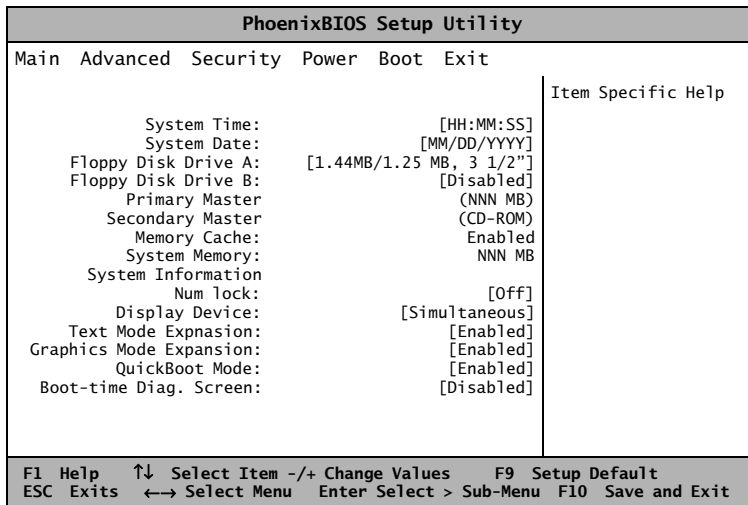 PhoenixBIOS Setup Utility
Main Advanced Security Power Boot Exit
Item Specific Help
System Time: [HH:MM:SS]
System Date: [MM/DD/YYYY]
Floppy Disk Drive A: [1.44MB/1.25 MB, 3 1/2”]
Floppy Disk Drive B: [Disabled]
Primary Master (NNN MB)
Secondary Master (CD-ROM)
Memory Cache: Enabled
System Memory: NNN MB
System Information
Num lock: [Off]
Display Device: [Simultaneous]
Text Mode Expnasion: [Enabled]
Graphics Mode Expansion: [Enabled]
QuickBoot Mode: [Enabled]
Boot-time Diag. Screen: [Disabled]
F1 Help ↑↓ Select Item -/+ Change Values F9 Setup Default
ESC Exits ←→ Select Menu Enter Select > Sub-Menu F10 Save and Exit